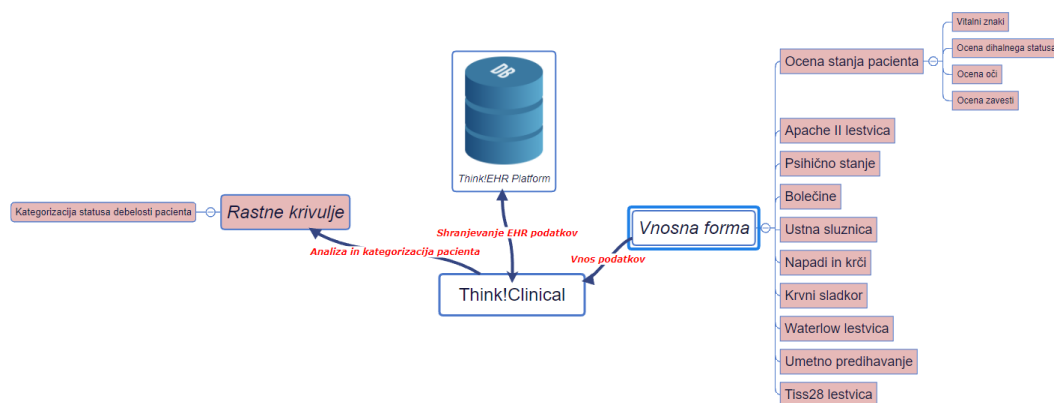 Vitalni znaki
Ocena dihalnega statusa
Ocena stanja pacienta
Ocena oči
Ocena zavesti
DB
Think!EHR Platform
Apache II lestvica
Psihično stanje
Bolečine
Kategorizacija statusa debelosti pacienta
Rastne krivulje
Vnosna forma
Ustna sluznica
Shranjevanje EHR podatkov
Analiza in kategorizacija pacienta
Vnos podatkov
Napadi in krči
Think!Clinical
Krvni sladkor
Waterlow lestvica
Umetno predihavanje
Tiss28 lestvica